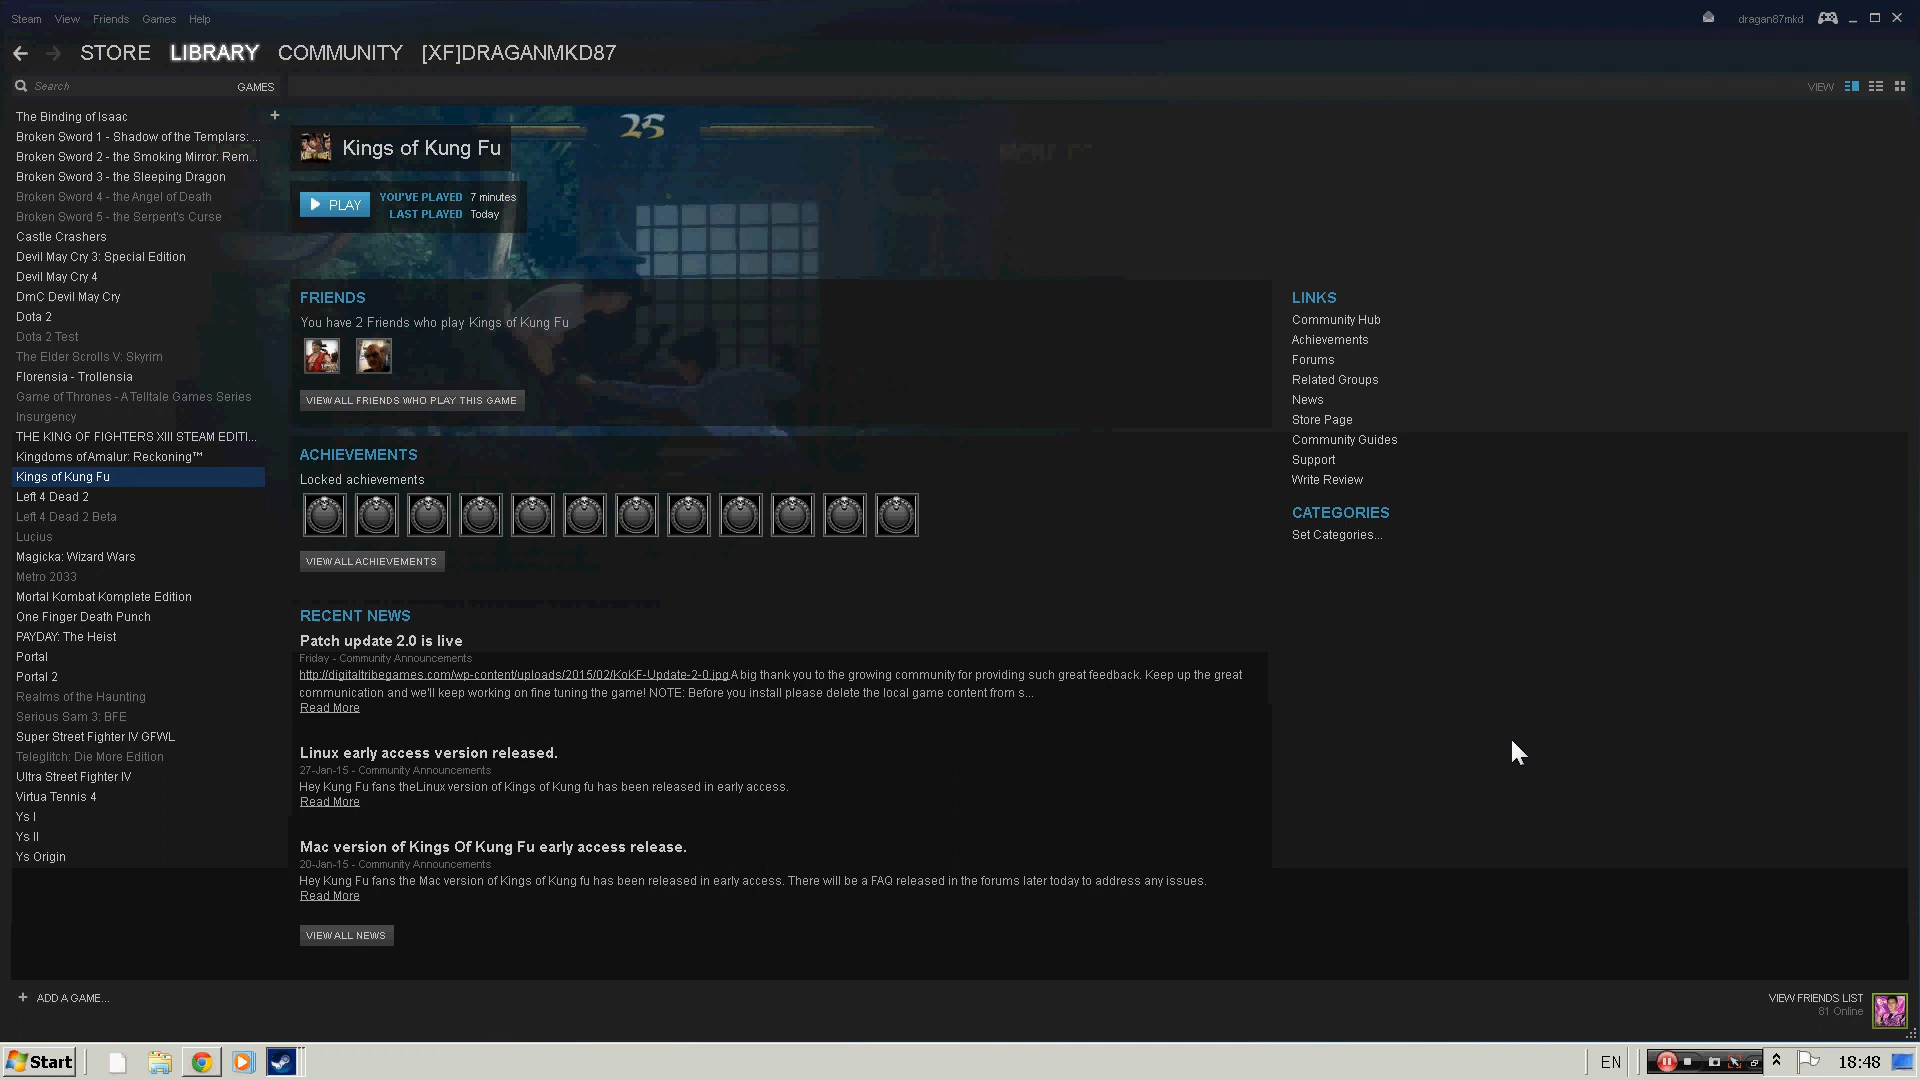 Steam View Friends Games Help
dragan87mkd
STORE LIBRARY COMMUNITY [XF]DRAGANMKD87
Search GAMES
VIEW
The Binding of Isaac
Broken Sword 1 - Shadow of the Templars: ...
Broken Sword 2 - the Smoking Mirror: Rem...
Broken Sword 3 - the Sleeping Dragon
Broken Sword 4 - the Angel of Death
Broken Sword 5 - the Serpent's Curse
Castle Crashers
Devil May Cry 3: Special Edition
Devil May Cry 4
DmC Devil May Cry
Dota 2
Dota 2 Test
The Elder Scrolls V: Skyrim
Florensia - Trollensia
Game of Thrones - A Telltale Games Series
Insurgency
THE KING OF FIGHTERS XIII STEAM EDITI...
Kingdoms of Amalur: Reckoning™
Kings of Kung Fu
Left 4 Dead 2
Left 4 Dead 2 Beta
Lucius
Magicka: Wizard Wars
Metro 2033
Mortal Kombat Komplete Edition
One Finger Death Punch
PAYDAY: The Heist
Portal
Portal 2
Realms of the Haunting
Serious Sam 3: BFE
Super Street Fighter IV GFWL
Teleglitch: Die More Edition
Ultra Street Fighter IV
Virtua Tennis 4
Ys I
Ys II
Ys Origin
25
Kings of Kung Fu
PLAY
YOU'VE PLAYED 7 minutes
LAST PLAYED Today
FRIENDS
You have 2 Friends who play Kings of Kung Fu
VIEW ALL FRIENDS WHO PLAY THIS GAME
ACHIEVEMENTS
Locked achievements
VIEW ALL ACHIEVEMENTS
RECENT NEWS
Patch update 2.0 is live
Friday - Community Announcements
http://digitaltribegames.com/wp-content/uploads/2015/02/KoKF-Update-2-0.jpg A big thank you to the growing community for providing such great feedback. Keep up the great
communication and we'll keep working on fine tuning the game! NOTE: Before you install please delete the local game content from s...
Read More
Linux early access version released.
27-Jan-15 - Community Announcements
Hey Kung Fu fans theLinux version of Kings of Kung fu has been released in early access.
Read More
Mac version of Kings Of Kung Fu early access release.
20-Jan-15 - Community Announcements
Hey Kung Fu fans the Mac version of Kings of Kung fu has been released in early access. There will be a FAQ released in the forums later today to address any issues.
Read More
VIEW ALL NEWS
LINKS
Community Hub
Achievements
Forums
Related Groups
News
Store Page
Community Guides
Support
Write Review
CATEGORIES
Set Categories...
ADD A GAME...
VIEW FRIENDS LIST
81 Online
Start
EN
18:48